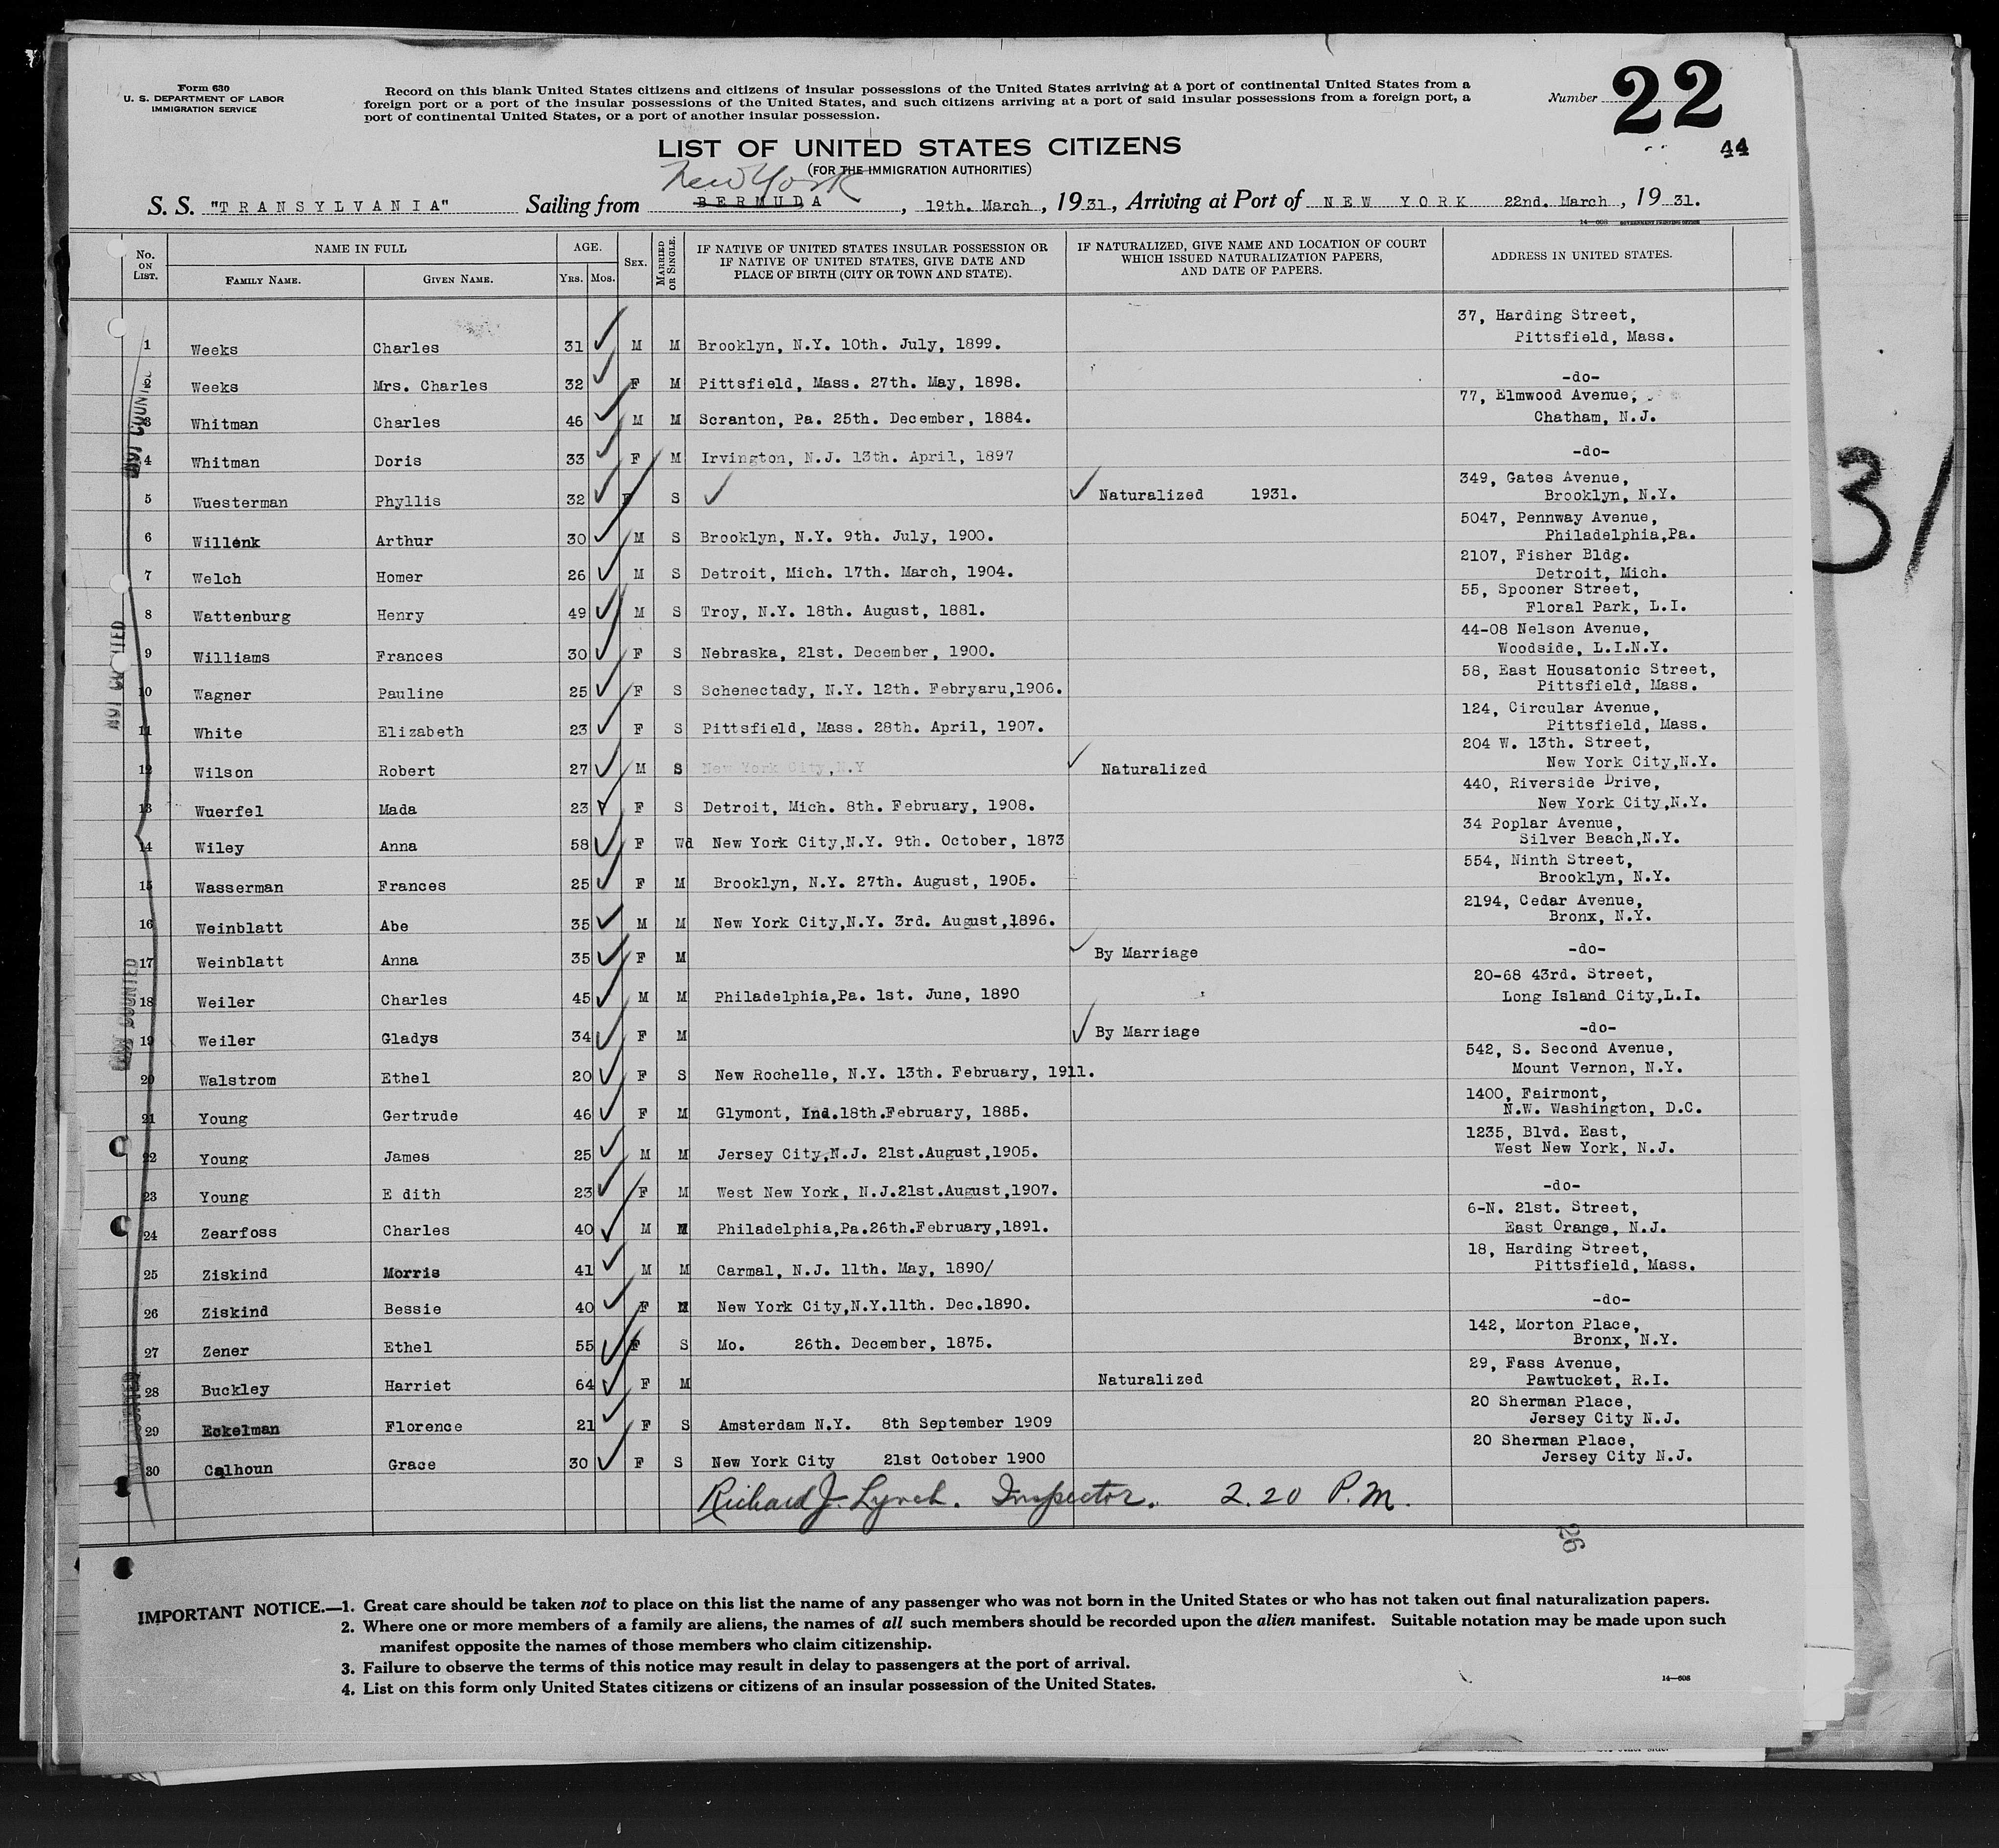 Form 630
U. S. DEPARTMENT OF LABOR
IMMIGRATION SERVICE
Record on this blank United States citizens and citizens of insular possessions of the United States arriving at a port of continental United States from a
foreign port or a port of the insular possessions of the United States, and such citizens arriving at a port of said insular possessions from a foreign port, a
port of continental United States, or a port of another insular possession.
Number 22
44
LIST OF UNITED STATES CITIZENS
(FOR THE IMMIGRATION AUTHORITIES)
New York
S. S. "TRANSYLVANIA" Sailing from BERMUDA, 19th. March, 19 31, Arriving at Port of NEW YORK 22nd. March, 19 31.
14—608 GOVERNMENT PRINTING OFFICE
No. ON LIST. NAME IN FULL FAMILY NAME. GIVEN NAME. AGE. YRS. MOS. SEX. MARRIED OR SINGLE. IF NATIVE OF UNITED STATES INSULAR POSSESSION OR IF NATIVE OF UNITED STATES, GIVE DATE AND PLACE OF BIRTH (CITY OR TOWN AND STATE). IF NATURALIZED, GIVE NAME AND LOCATION OF COURT WHICH ISSUED NATURALIZATION PAPERS, AND DATE OF PAPERS. ADDRESS IN UNITED STATES.
1 Weeks Charles 31 M M Brooklyn, N.Y. 10th. July, 1899. 37, Harding Street, Pittsfield, Mass.
2 Weeks Mrs. Charles 32 F M Pittsfield, Mass. 27th. May, 1898. -do-
3 Whitman Charles 46 M M Scranton, Pa. 25th. December, 1884. 77, Elmwood Avenue, Chatham, N.J.
4 Whitman Doris 33 F M Irvington, N.J. 13th. April, 1897 -do-
5 Wuesterman Phyllis 32 F S Naturalized 1931. 349, Gates Avenue, Brooklyn, N.Y.
6 Willenk Arthur 30 M S Brooklyn, N.Y. 9th. July, 1900. 5047, Pennway Avenue, Philadelphia,Pa.
7 Welch Homer 26 M S Detroit, Mich. 17th. March, 1904. 2107, Fisher Bldg. Detroit, Mich.
8 Wattenburg Henry 49 M S Troy, N.Y. 18th. August, 1881. 55, Spooner Street, Floral Park, L.I.
9 Williams Frances 30 F S Nebraska, 21st. December, 1900. 44-08 Nelson Avenue, Woodside, L.I.N.Y.
10 Wagner Pauline 25 F S Schenectady, N.Y. 12th. Febryaru,1906. 58, East Housatonic Street, Pittsfield, Mass.
11 White Elizabeth 23 F S Pittsfield, Mass. 28th. April, 1907. 124, Circular Avenue, Pittsfield, Mass.
12 Wilson Robert 27 M S New York City,N.Y Naturalized 204 W. 13th. Street, New York City,N.Y.
13 Wuerfel Mada 23 F S Detroit, Mich. 8th. February, 1908. 440, Riverside Drive, New York City,N.Y.
14 Wiley Anna 58 F Wd New York City,N.Y. 9th. October, 1873 34 Poplar Avenue, Silver Beach,N.Y.
15 Wasserman Frances 25 F M Brooklyn, N.Y. 27th. August, 1905. 554, Ninth Street, Brooklyn, N.Y.
16 Weinblatt Abe 35 M M New York City,N.Y. 3rd. August,1896. 2194, Cedar Avenue, Bronx, N.Y.
17 Weinblatt Anna 35 F M By Marriage -do-
18 Weiler Charles 45 M M Philadelphia,Pa. 1st. June, 1890 20-68 43rd. Street, Long Island City,L.I.
19 Weiler Gladys 34 F M By Marriage -do-
20 Walstrom Ethel 20 F S New Rochelle, N.Y. 13th. February, 1911. 542, S. Second Avenue, Mount Vernon, N.Y.
21 Young Gertrude 46 F M Glymont, Ind.18th.February, 1885. 1400, Fairmont, N.W. Washington, D.C.
22 Young James 25 M M Jersey City,N.J. 21st.August,1905. 1235, Blvd. East, West New York, N.J.
23 Young E dith 23 F M West New York, N.J.21st.August,1907. -do-
24 Zearfoss Charles 40 M M Philadelphia,Pa.26th.February,1891. 6-N. 21st. Street, East Orange, N.J.
25 Ziskind Morris 41 M M Carmal, N.J. 11th. May, 1890/ 18, Harding Street, Pittsfield, Mass.
26 Ziskind Bessie 40 F M New York City,N.Y.11th. Dec.1890. -do-
27 Zener Ethel 55 F S Mo. 26th. December, 1875. 142, Morton Place, Bronx, N.Y.
28 Buckley Harriet 64 F M Naturalized 29, Fass Avenue, Pawtucket, R.I.
29 Eckelman Florence 21 F S Amsterdam N.Y. 8th September 1909 20 Sherman Place, Jersey City N.J.
30 Calhoun Grace 30 F S New York City 21st October 1900 20 Sherman Place, Jersey City N.J.
Richard J Lynch. Inspector. 2.20 P.M.
26
NOT COUNTED
NOT COUNTED
NOT COUNTED
31
IMPORTANT NOTICE.—1. Great care should be taken not to place on this list the name of any passenger who was not born in the United States or who has not taken out final naturalization papers.
2. Where one or more members of a family are aliens, the names of all such members should be recorded upon the alien manifest. Suitable notation may be made upon such
manifest opposite the names of those members who claim citizenship.
3. Failure to observe the terms of this notice may result in delay to passengers at the port of arrival.
4. List on this form only United States citizens or citizens of an insular possession of the United States.
14—608